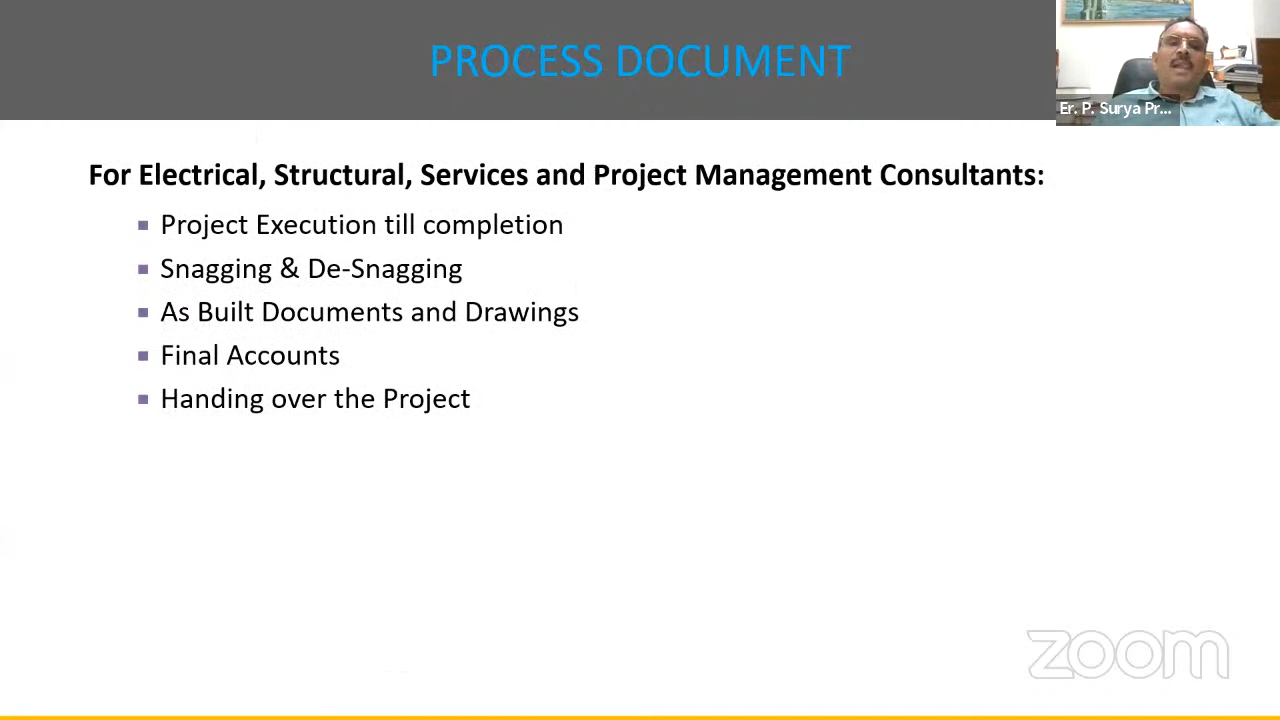 PROCESS DOCUMENT
Er. P. Surya Pr...
For Electrical, Structural, Services and Project Management Consultants:
Project Execution till completion
Snagging & De-Snagging
As Built Documents and Drawings
Final Accounts
Handing over the Project
zoom